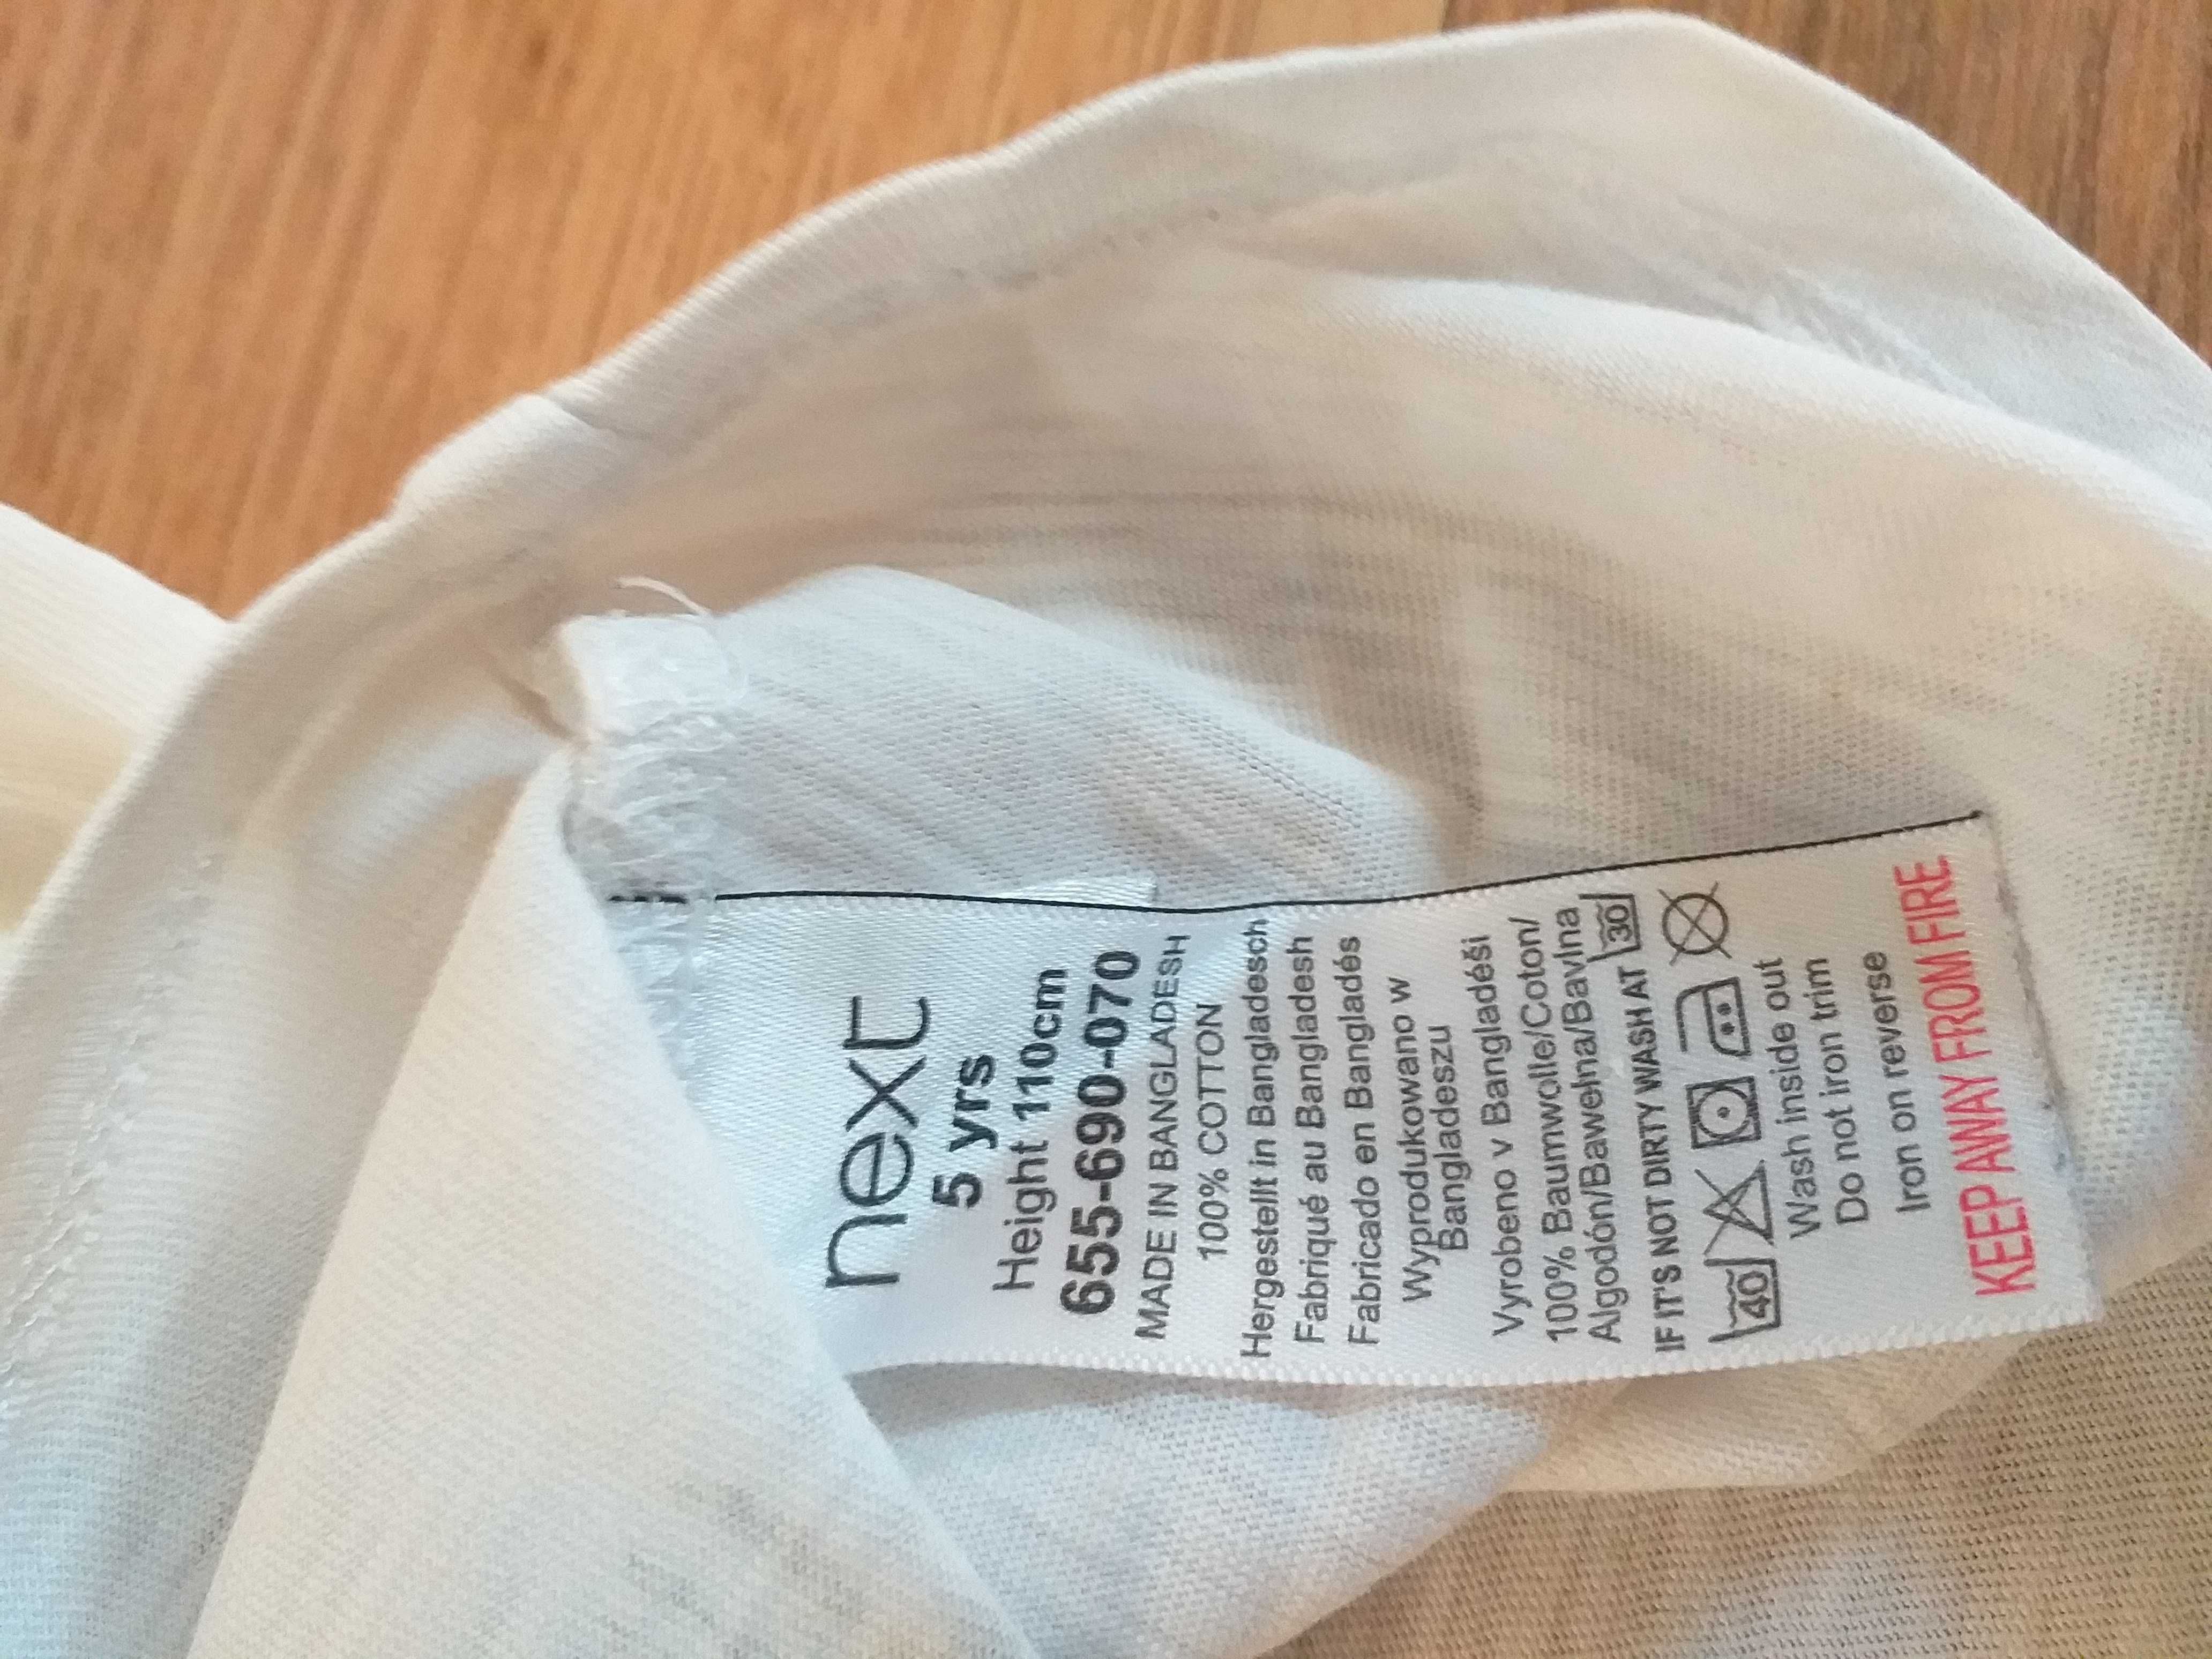 next
5 yrs
Height 110cm
655-690-070
MADE IN BANGLADESH
100% COTTON
Hergestellt in Bangladesch
Fabriqué au Bangladesh
Fabricado en Bangladés
Wyprodukowano w
Bangladeszu
Vyrobeno v Bangladéši
100% Baumwolle/Coton/
Algodón/Bawełna/Bavlna
IF IT'S NOT DIRTY WASH AT 30
40
Wash inside out
Do not iron trim
Iron on reverse
KEEP AWAY FROM FIRE